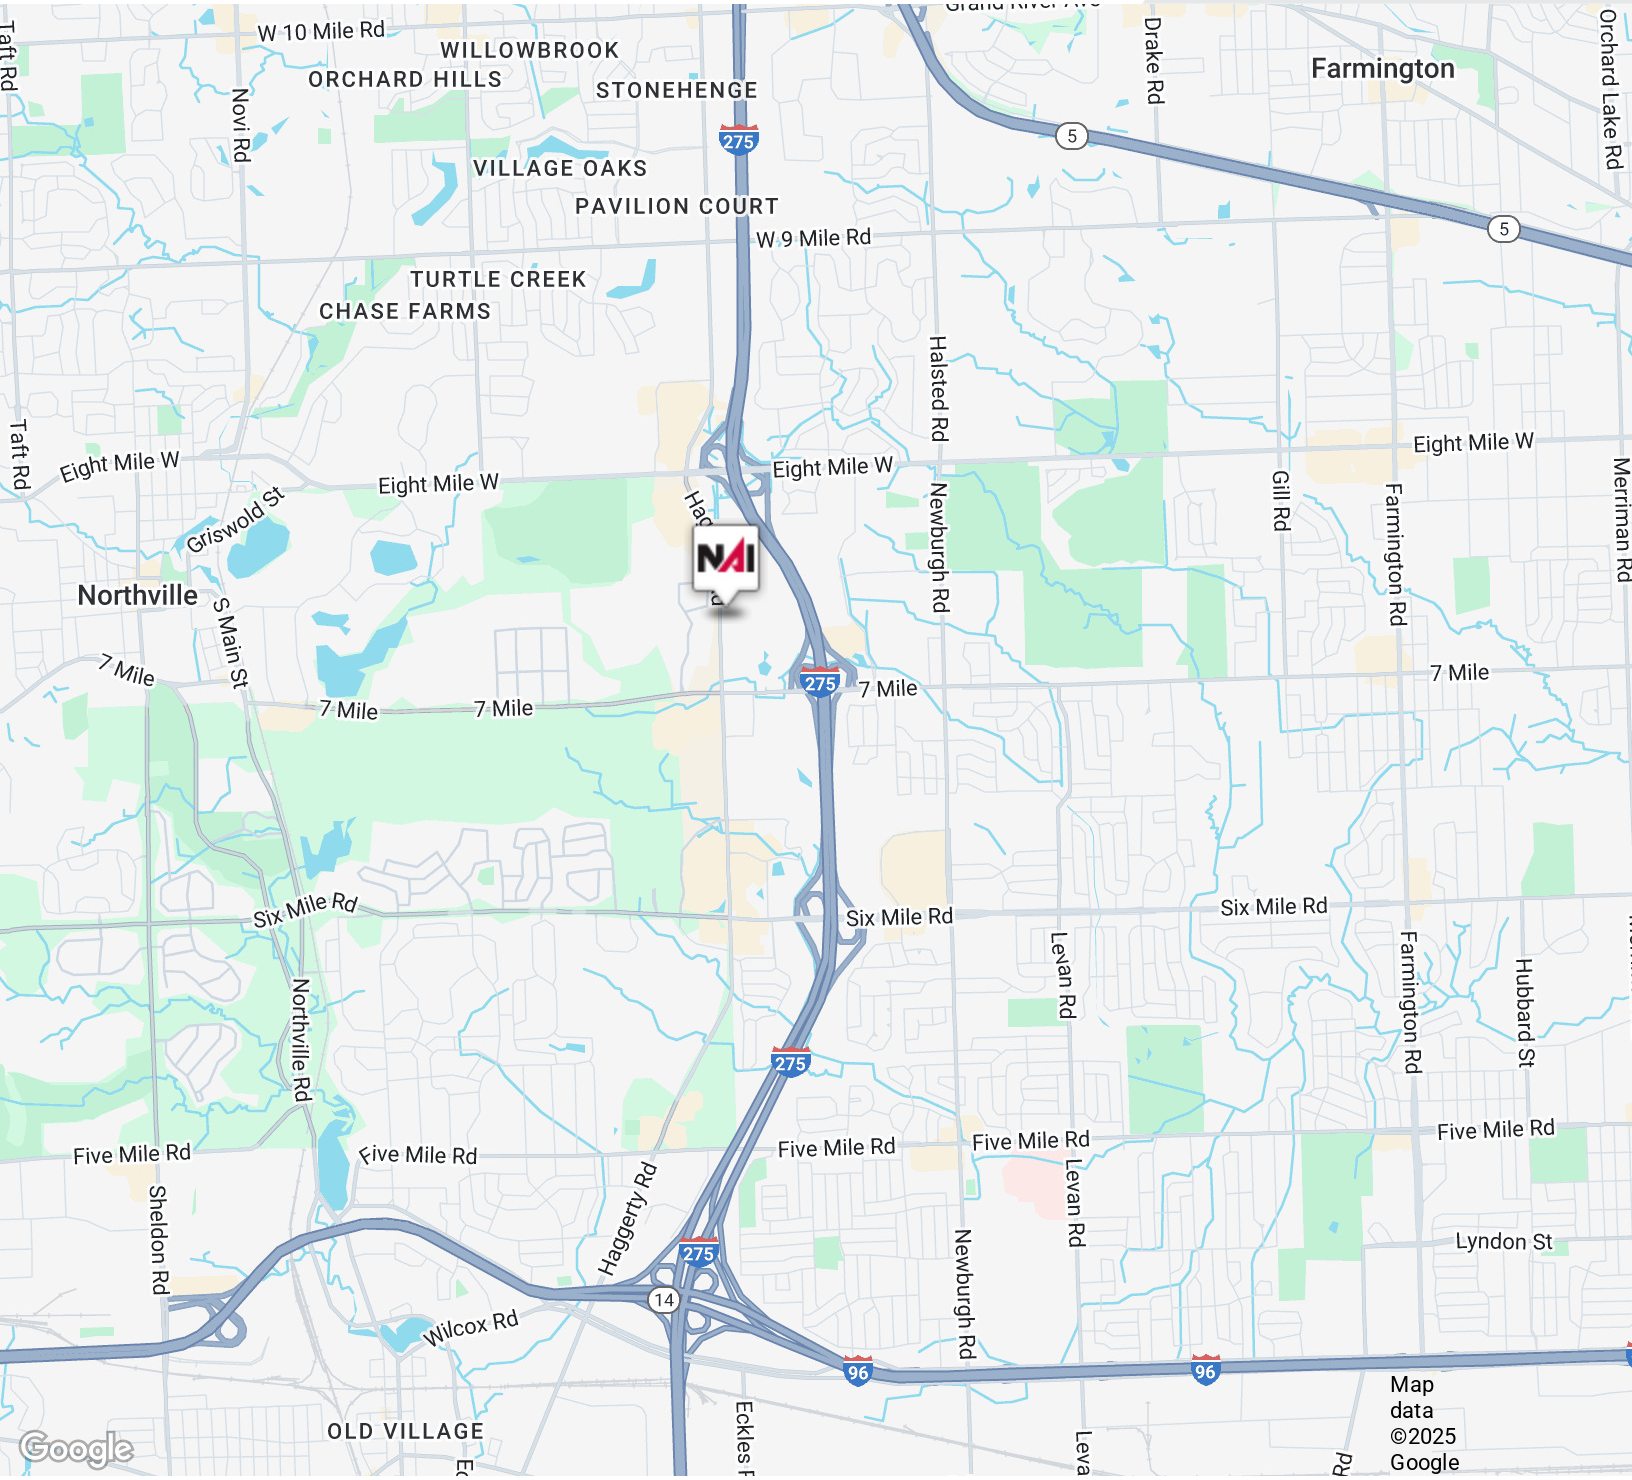 Grand River Ave
W 10 Mile Rd
WILLOWBROOK
ORCHARD HILLS
STONEHENGE
Farmington
Taft Rd
Novi Rd
Drake Rd
Orchard Lake Rd
275
5
VILLAGE OAKS
PAVILION COURT
W 9 Mile Rd
5
TURTLE CREEK
CHASE FARMS
Halsted Rd
Taft Rd
Eight Mile W
Eight Mile W
Eight Mile W
Eight Mile W
Griswold St
Gill Rd
Farmington Rd
Merriman Rd
Newburgh Rd
NAI
Northville
S Main St
7 Mile
7 Mile
7 Mile
275
7 Mile
7 Mile
Six Mile Rd
Six Mile Rd
Six Mile Rd
Levan Rd
Farmington Rd
Hubbard St
Northville Rd
275
Five Mile Rd
Five Mile Rd
Five Mile Rd
Five Mile Rd
Five Mile Rd
Sheldon Rd
Haggerty Rd
Levan Rd
Newburgh Rd
Lyndon St
275
14
Wilcox Rd
96
96
OLD VILLAGE
Google
Map
data
©2025
Google